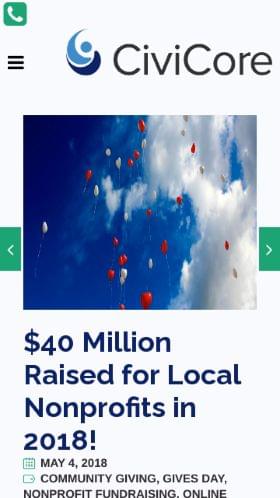 CiviCore
$40 Million
Raised for Local
Nonprofits in
2018!
MAY 4, 2018
COMMUNITY GIVING, GIVES DAY,
NONPROFIT FUNDRAISING, ONLINE